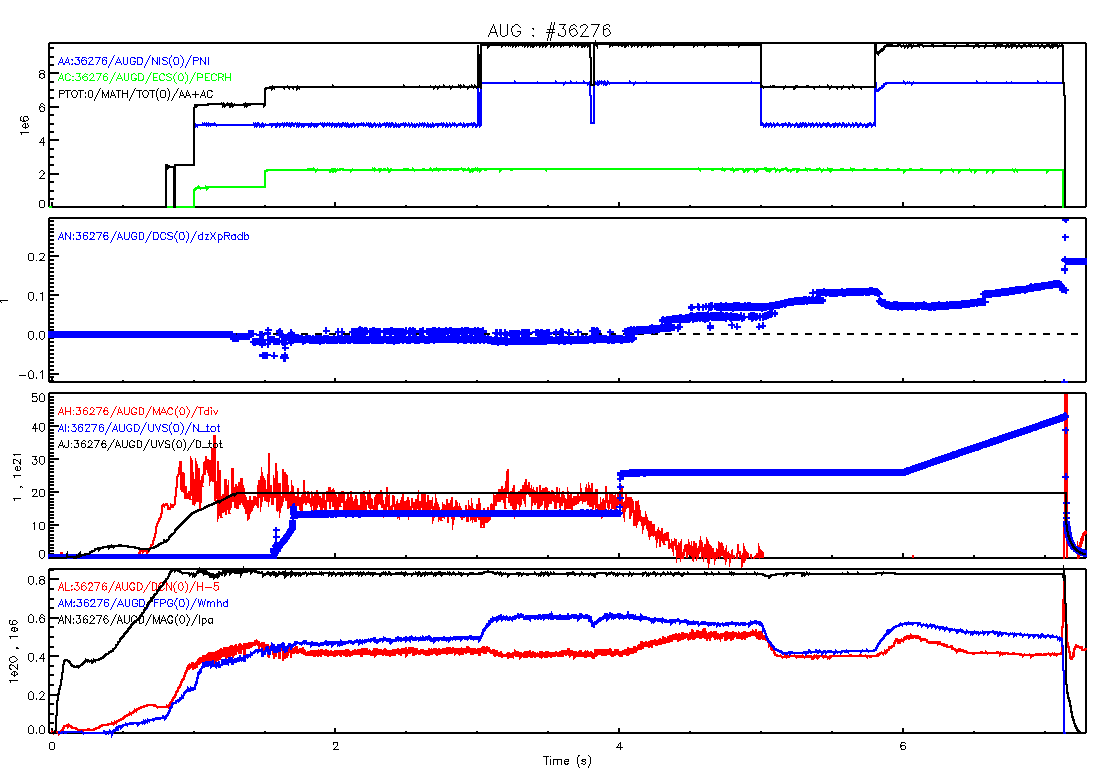 AUG : #36276
AA:36276/AUGD/NIS(0)/PNI
AC:36276/AUGD/ECS(0)/PECRH
PTOT:0/MATH/TOT(0)/AA+AC
8
6
4
2
0
1e6
AN:36276/AUGD/DCS(0)/dzXpRadb
0.2
0.1
0.0
-0.1
1
AH:36276/AUGD/MAC(0)/Tdiv
AI:36276/AUGD/UVS(0)/N_tot
AJ:36276/AUGD/UVS(0)/D_tot
50
40
30
20
10
0
1 , 1e21
AL:36276/AUGD/DCN(0)/H-5
AM:36276/AUGD/FPG(0)/Wmhd
AN:36276/AUGD/MAG(0)/Ipa
0.8
0.6
0.4
0.2
0.0
1e20 , 1e6
0 2 4 6
Time (s)